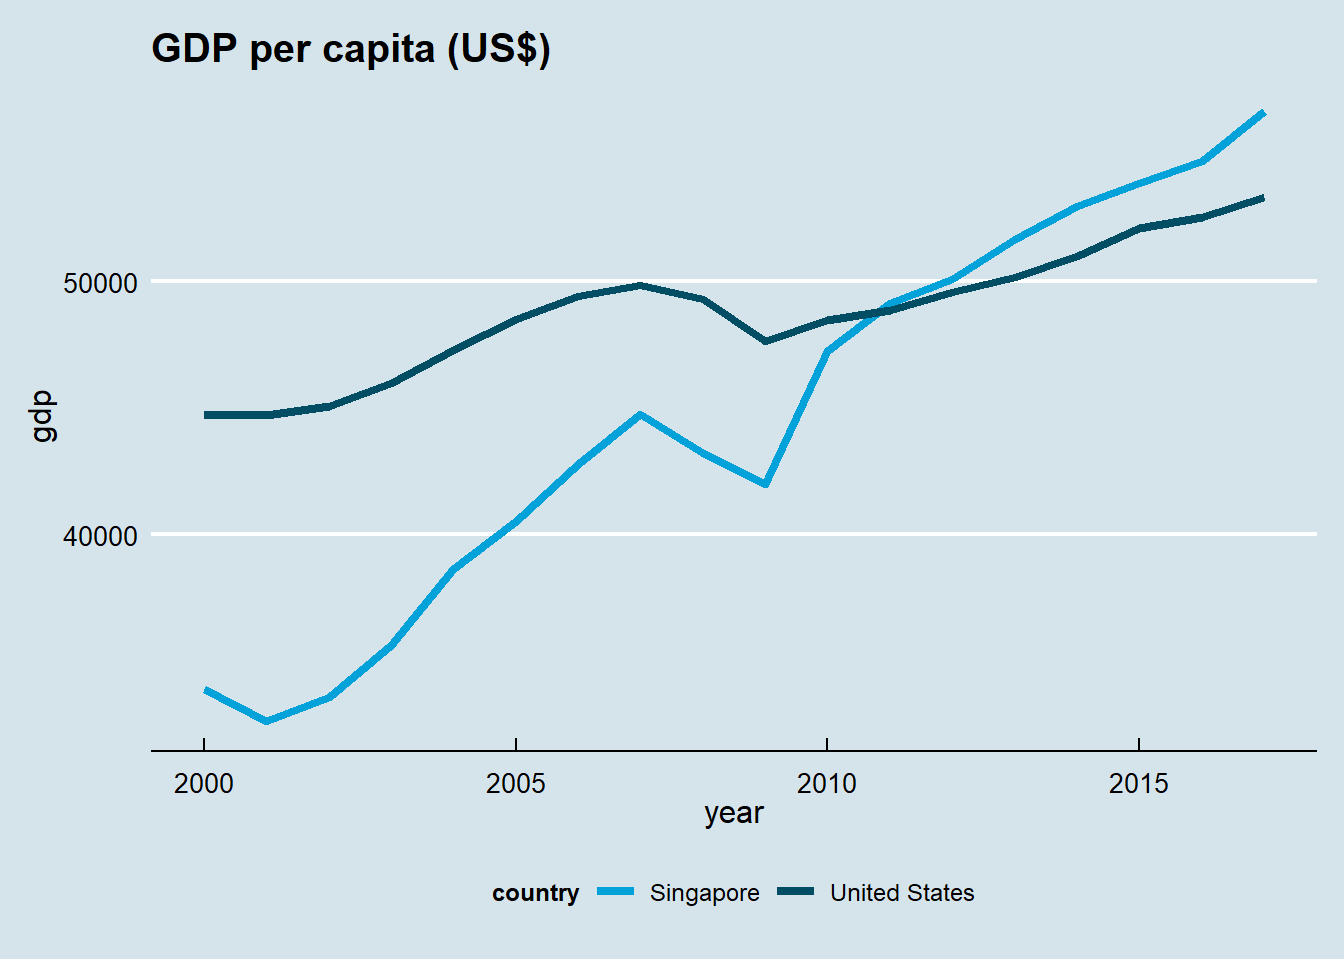 GDP per capita (US$)
50000
40000
gdp
2000 2005 2010 2015
year
country Singapore United States